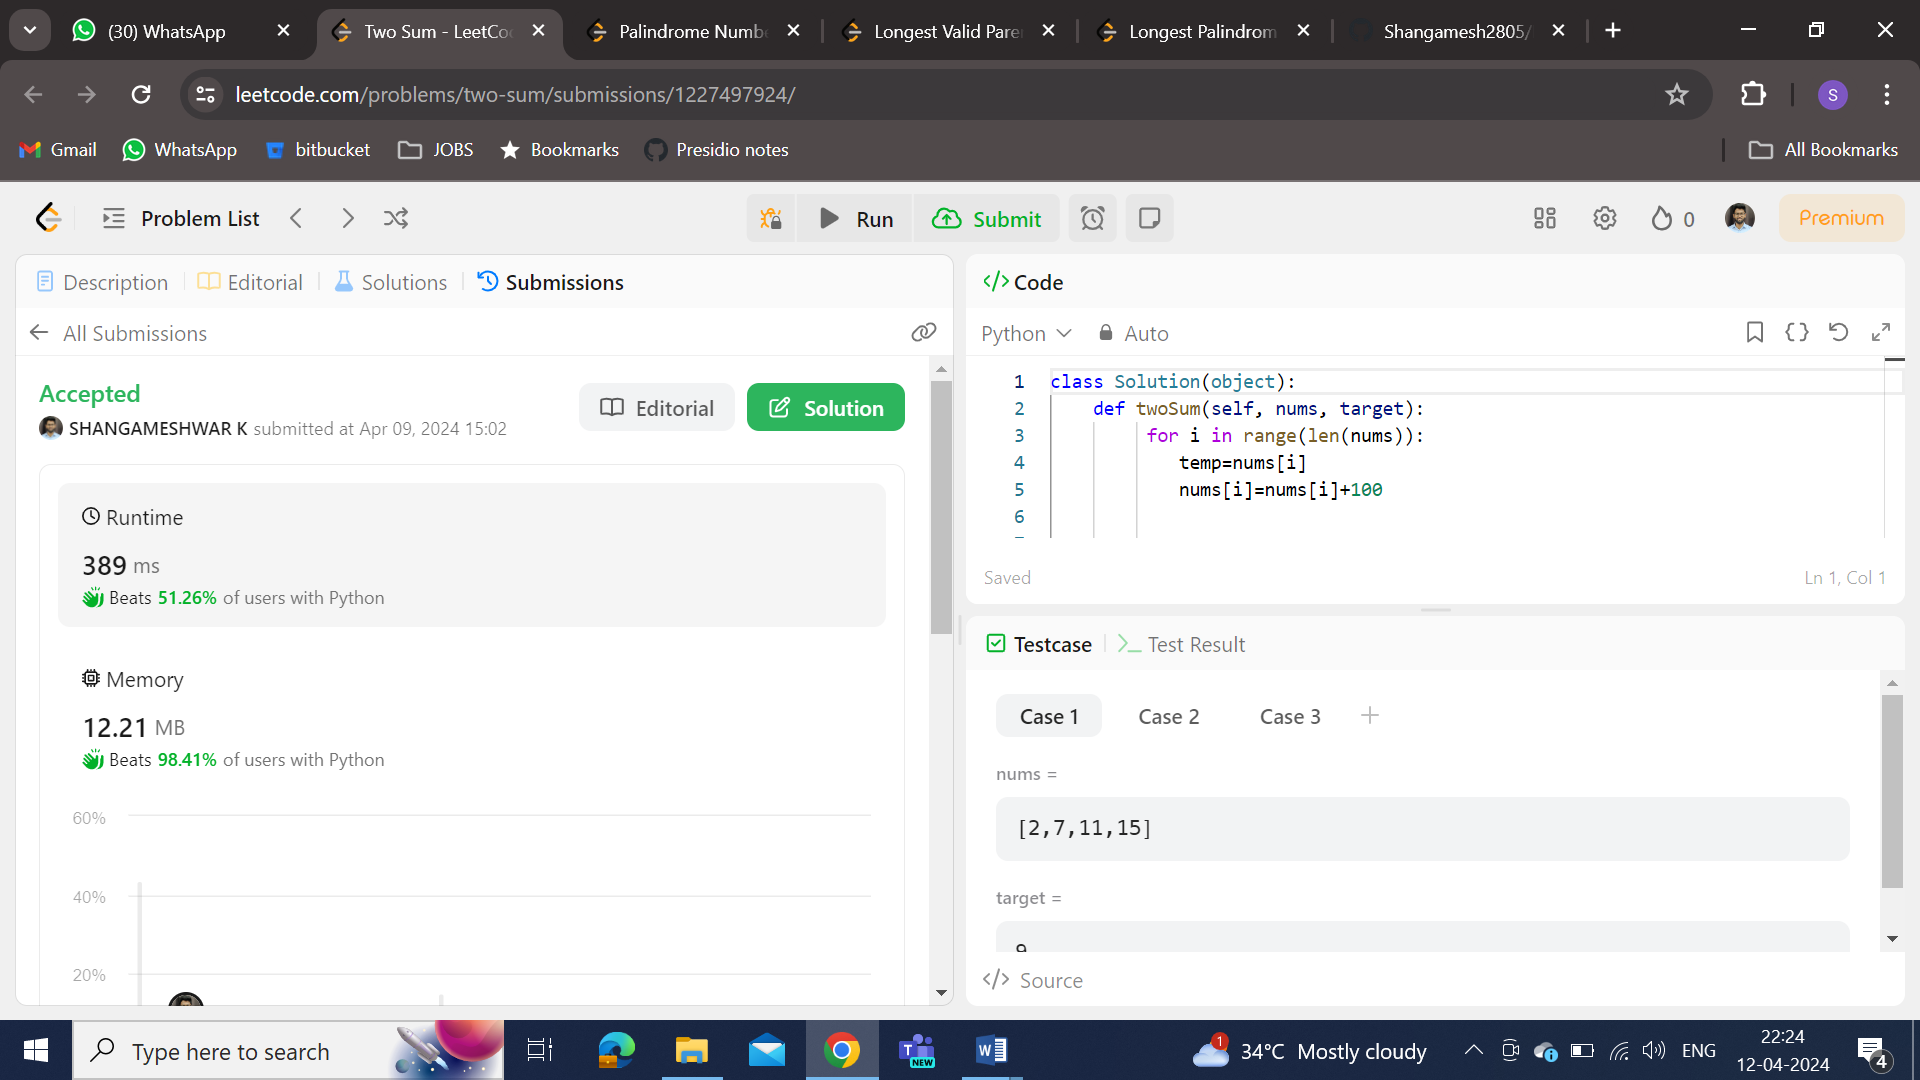 (30) WhatsApp
Two Sum - LeetCo
Palindrome Numb
Longest Valid Pare
Longest Palindrom
Shangamesh2805/
leetcode.com/problems/two-sum/submissions/1227497924/
S
Gmail
WhatsApp
bitbucket
JOBS
Bookmarks
Presidio notes
All Bookmarks
Problem List
Run
Submit
0
Premium
Description
Editorial
Solutions
Submissions
All Submissions
Accepted
SHANGAMESHWAR K submitted at Apr 09, 2024 15:02
Editorial
Solution
Runtime
389 ms
Beats 51.26% of users with Python
Memory
12.21 MB
Beats 98.41% of users with Python
60%
40%
20%
</> Code
Python
Auto
1 class Solution(object):
2 def twoSum(self, nums, target):
3 for i in range(len(nums)):
4 temp=nums[i]
5 nums[i]=nums[i]+100
6
Saved
Ln 1, Col 1
Testcase
Test Result
Case 1
Case 2
Case 3
nums =
[2,7,11,15]
target =
9
</> Source
Type here to search
NEW
1
34°C Mostly cloudy
ENG
22:24
12-04-2024
4